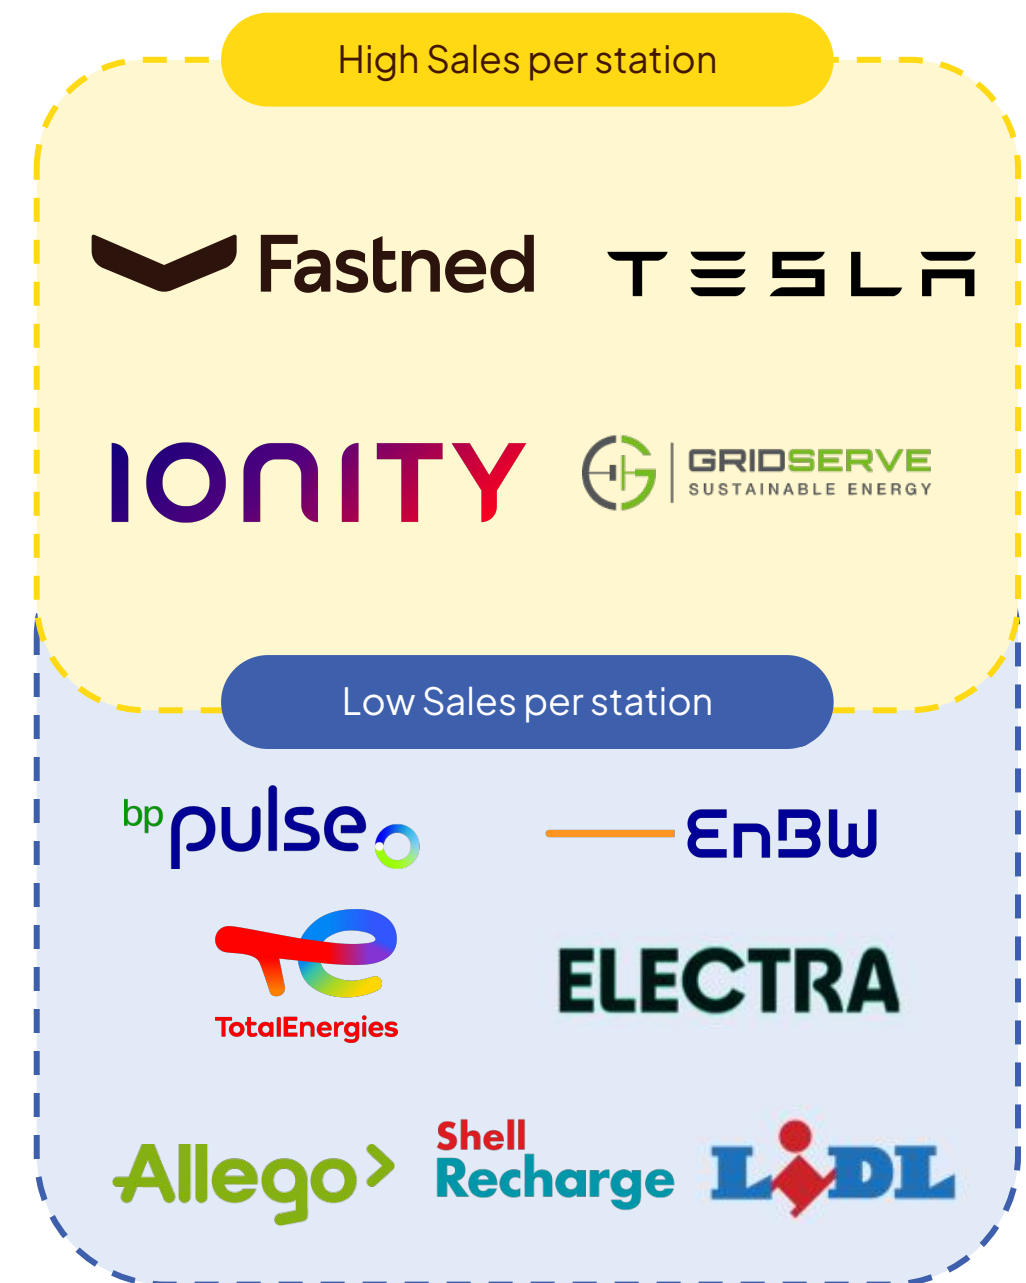 High Sales per station
Fastned
TESLA
IONITY
GRIDSERVE
SUSTAINABLE ENERGY
Low Sales per station
bp pulse
EnBW
TotalEnergies
ELECTRA
Allego
Shell
Recharge
LIDL